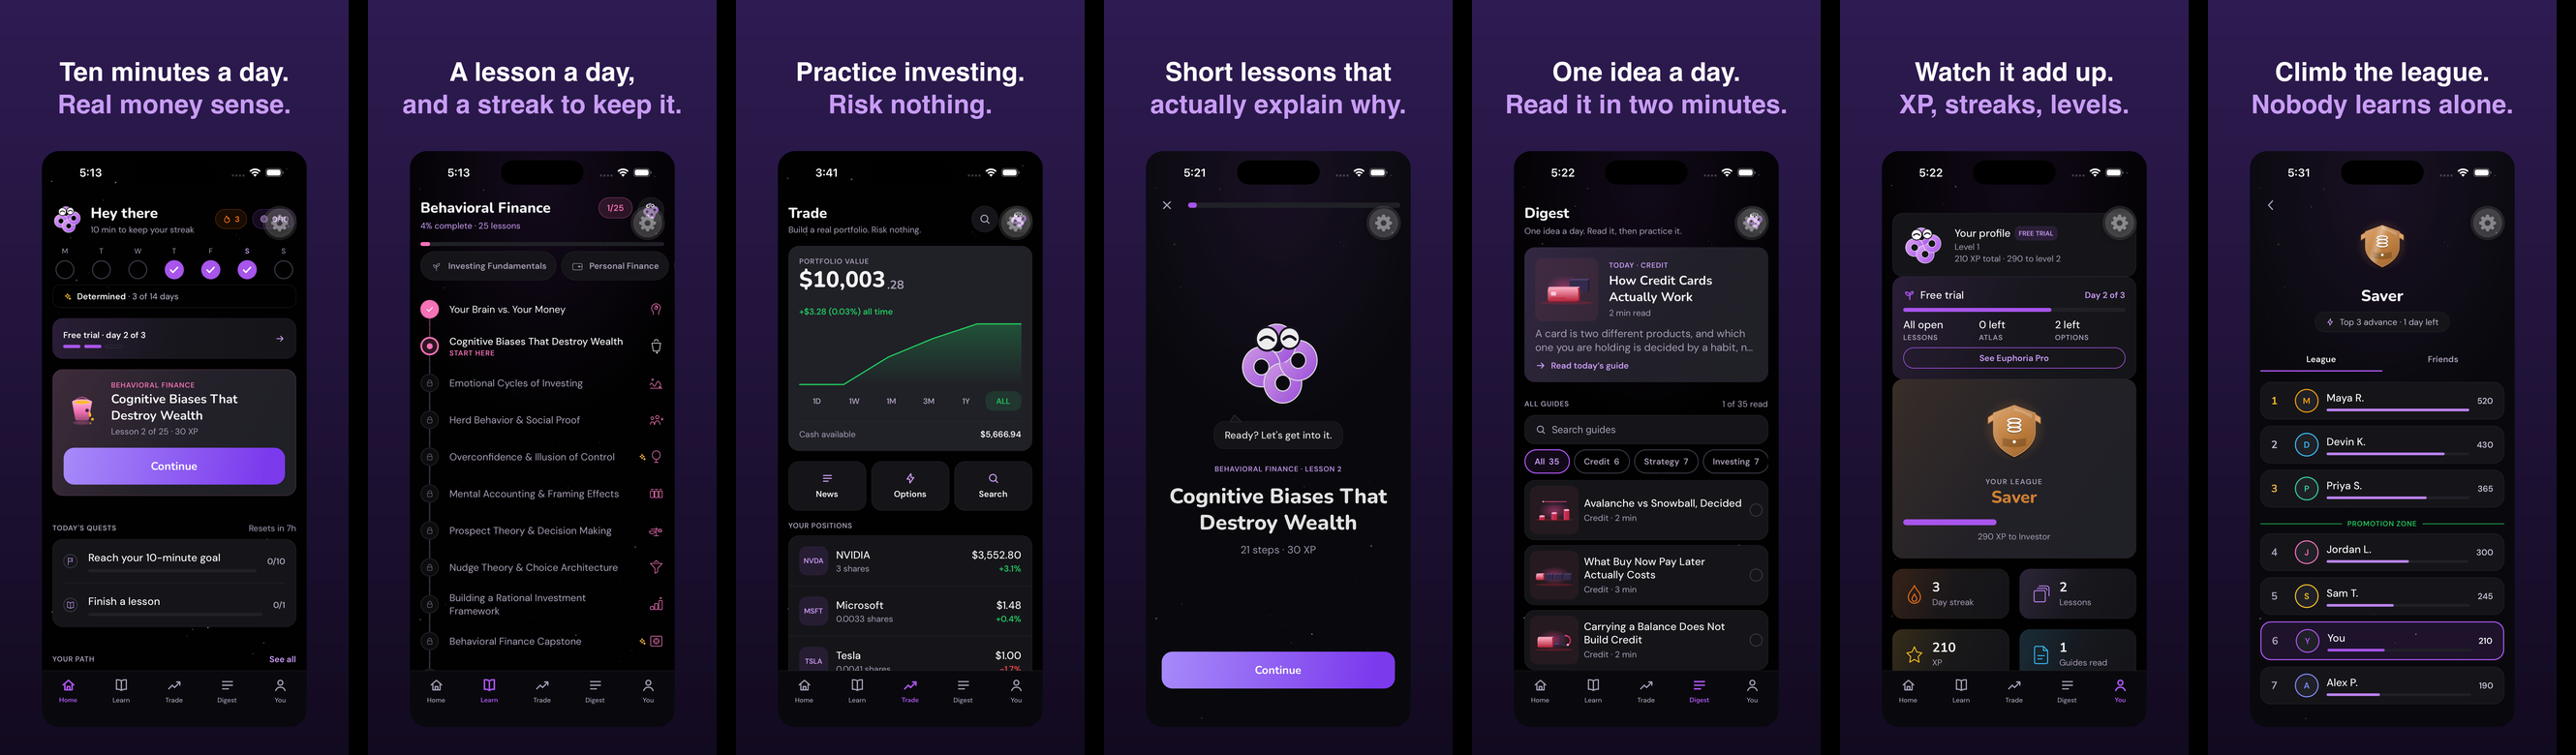 Ten minutes a day.
Real money sense.
5:13
Hey there
10 min to keep your streak
3
M T W T F S S
Determined · 3 of 14 days
Free trial · day 2 of 3
BEHAVIORAL FINANCE
Cognitive Biases That
Destroy Wealth
Lesson 2 of 25 · 30 XP
Continue
TODAY'S QUESTS
Resets in 7h
Reach your 10-minute goal
0/10
Finish a lesson
0/1
YOUR PATH
See all
Home Learn Trade Digest You
A lesson a day,
and a streak to keep it.
5:13
Behavioral Finance
1/25
4% complete · 25 lessons
Investing Fundamentals
Personal Finance
Your Brain vs. Your Money
Cognitive Biases That Destroy Wealth
START HERE
Emotional Cycles of Investing
Herd Behavior & Social Proof
Overconfidence & Illusion of Control
Mental Accounting & Framing Effects
Prospect Theory & Decision Making
Nudge Theory & Choice Architecture
Building a Rational Investment
Framework
Behavioral Finance Capstone
Home Learn Trade Digest You
Practice investing.
Risk nothing.
3:41
Trade
Build a real portfolio. Risk nothing.
PORTFOLIO VALUE
$10,003.28
+$3.28 (0.03%) all time
1D 1W 1M 3M 1Y ALL
Cash available
$5,666.94
News Options Search
YOUR POSITIONS
NVDA
NVIDIA
3 shares
$3,552.80
+3.1%
MSFT
Microsoft
0.0033 shares
$1.48
+0.4%
TSLA
Tesla
0.0041 shares
$1.00
-1.7%
Home Learn Trade Digest You
Short lessons that
actually explain why.
5:21
Ready? Let's get into it.
BEHAVIORAL FINANCE · LESSON 2
Cognitive Biases That
Destroy Wealth
21 steps · 30 XP
Continue
One idea a day.
Read it in two minutes.
5:22
Digest
One idea a day. Read it, then practice it.
TODAY · CREDIT
How Credit Cards
Actually Work
2 min read
A card is two different products, and which
one you are holding is decided by a habit, n...
Read today's guide
ALL GUIDES
1 of 35 read
Search guides
All 35
Credit 6
Strategy 7
Investing 7
Avalanche vs Snowball, Decided
Credit · 2 min
What Buy Now Pay Later
Actually Costs
Credit · 3 min
Carrying a Balance Does Not
Build Credit
Credit · 2 min
Home Learn Trade Digest You
Watch it add up.
XP, streaks, levels.
5:22
Your profile
FREE TRIAL
Level 1
210 XP total · 290 to level 2
Free trial
Day 2 of 3
All open 0 left 2 left
LESSONS ATLAS OPTIONS
See Euphoria Pro
YOUR LEAGUE
Saver
290 XP to Investor
3
Day streak
2
Lessons
210
XP
1
Guides read
Home Learn Trade Digest You
Climb the league.
Nobody learns alone.
5:31
Saver
Top 3 advance · 1 day left
League
Friends
1 M Maya R. 520
2 D Devin K. 430
3 P Priya S. 365
PROMOTION ZONE
4 J Jordan L. 300
5 S Sam T. 245
6 Y You 210
7 A Alex P. 190